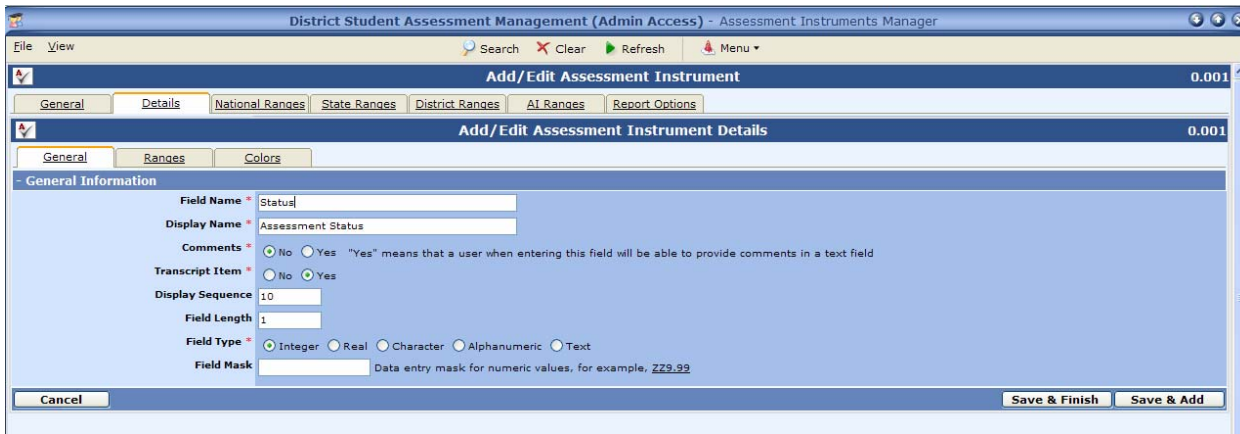 District Student Assessment Management (Admin Access) - Assessment Instruments Manager
File View Search Clear Refresh Menu
Add/Edit Assessment Instrument 0.001
General Details National Ranges State Ranges District Ranges AI Ranges Report Options
Add/Edit Assessment Instrument Details 0.001
General Ranges Colors
- General Information
Field Name * Status
Display Name * Assessment Status
Comments * No Yes "Yes" means that a user when entering this field will be able to provide comments in a text field
Transcript Item * No Yes
Display Sequence 10
Field Length 1
Field Type * Integer Real Character Alphanumeric Text
Field Mask Data entry mask for numeric values, for example, ZZ9.99
Cancel Save & Finish Save & Add